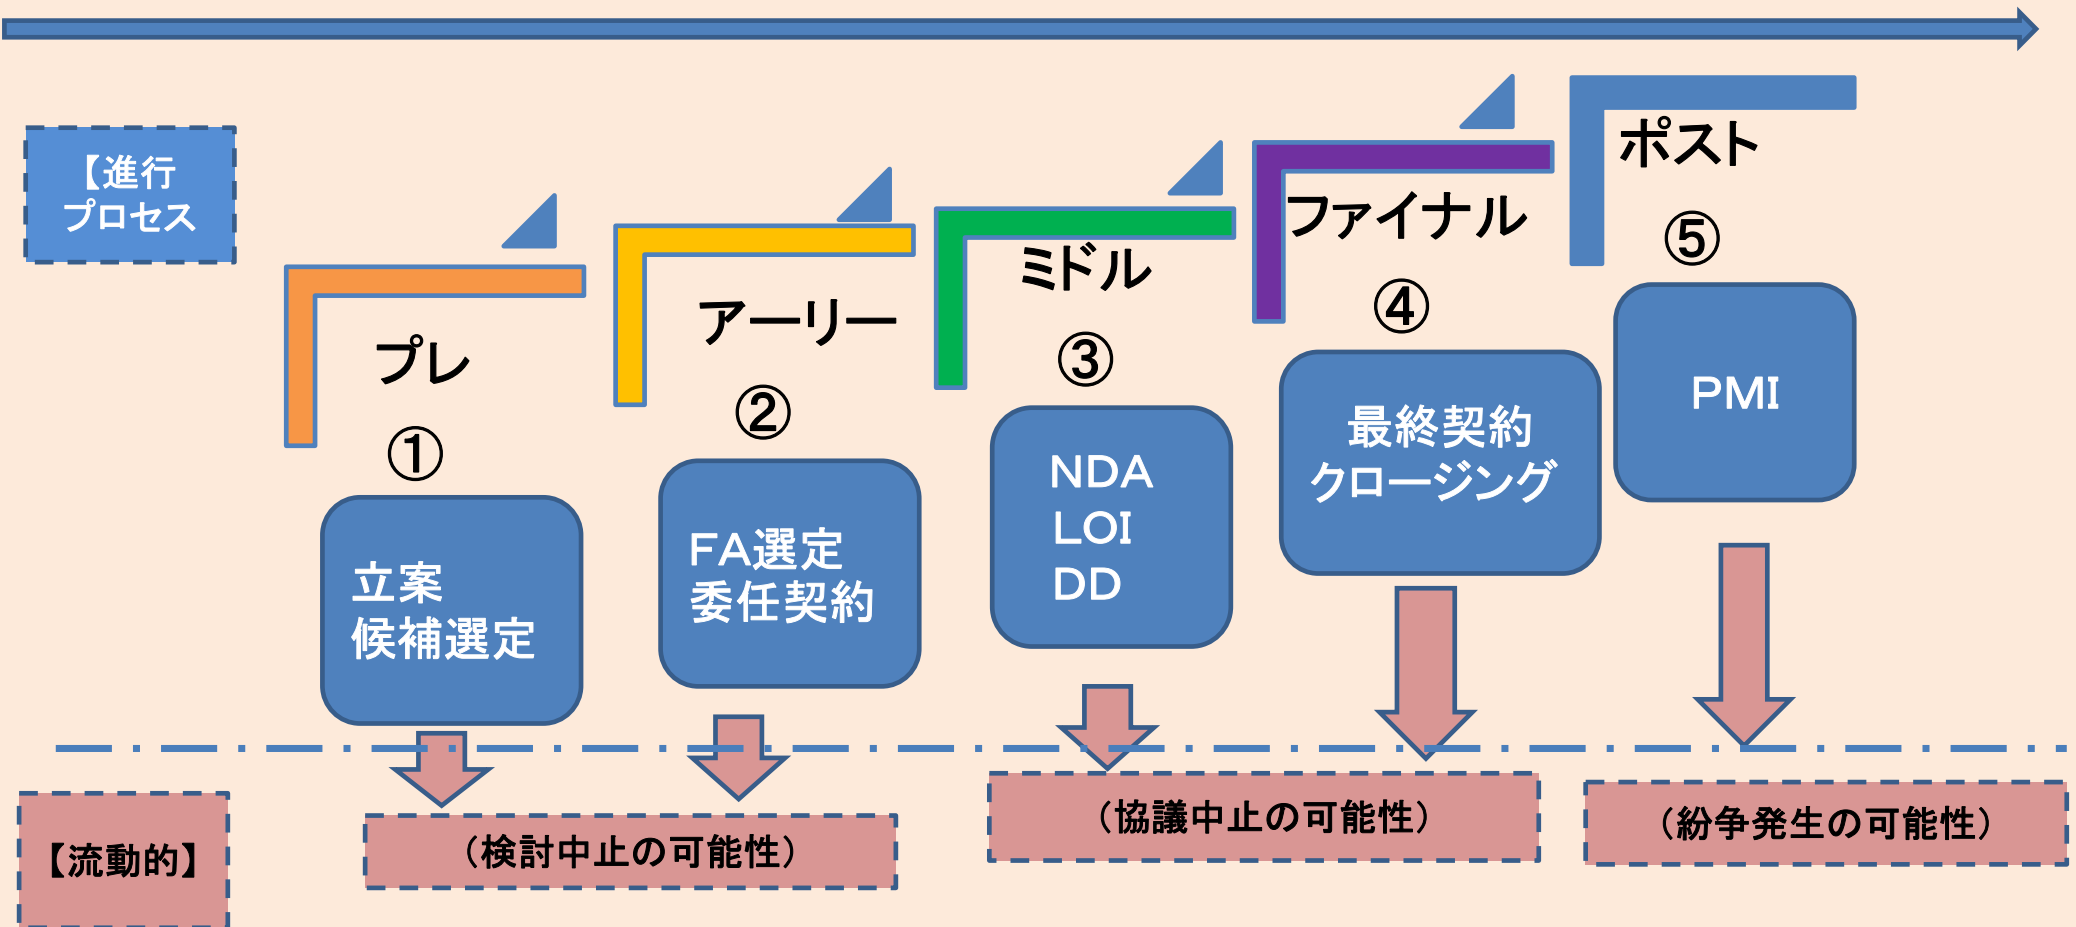 【進行
プロセス
プレ
①
立案
候補選定
アーリー
②
FA選定
委任契約
ミドル
③
NDA
LOI
DD
ファイナル
④
最終契約
クロージング
ポスト
⑤
PMI
【流動的】
（検討中止の可能性）
（協議中止の可能性）
（紛争発生の可能性）